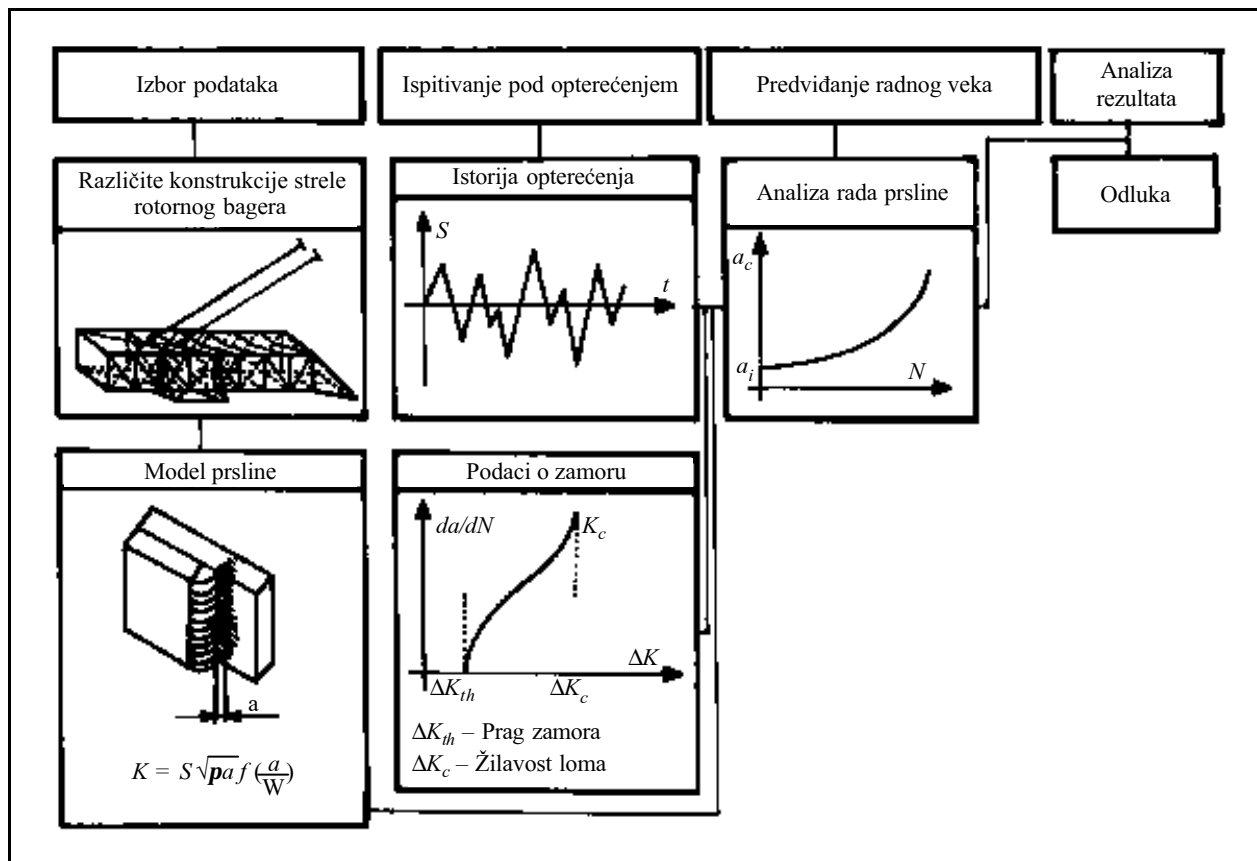 Izbor podataka
Ispitivanje pod opterećenjem
Predviđanje radnog veka
Analiza
rezultata
Različite konstrukcije strele
rotornog bagera
Istorija opterećenja
S
t
Analiza rada prsline
a_c
a_i
N
Odluka
Model prsline
a
K = S√pa f(a/W)
Podaci o zamoru
da/dN
K_c
ΔK
ΔK_th
ΔK_c
ΔK_th – Prag zamora
ΔK_c – Žilavost loma